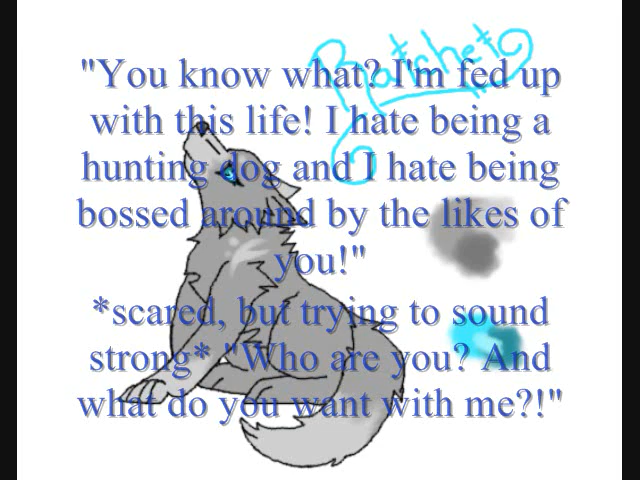 Ratchet
"You know what? I'm fed up
with this life! I hate being a
hunting dog and I hate being
bossed around by the likes of
you!"
*scared, but trying to sound
strong* "Who are you? And
what do you want with me?!"